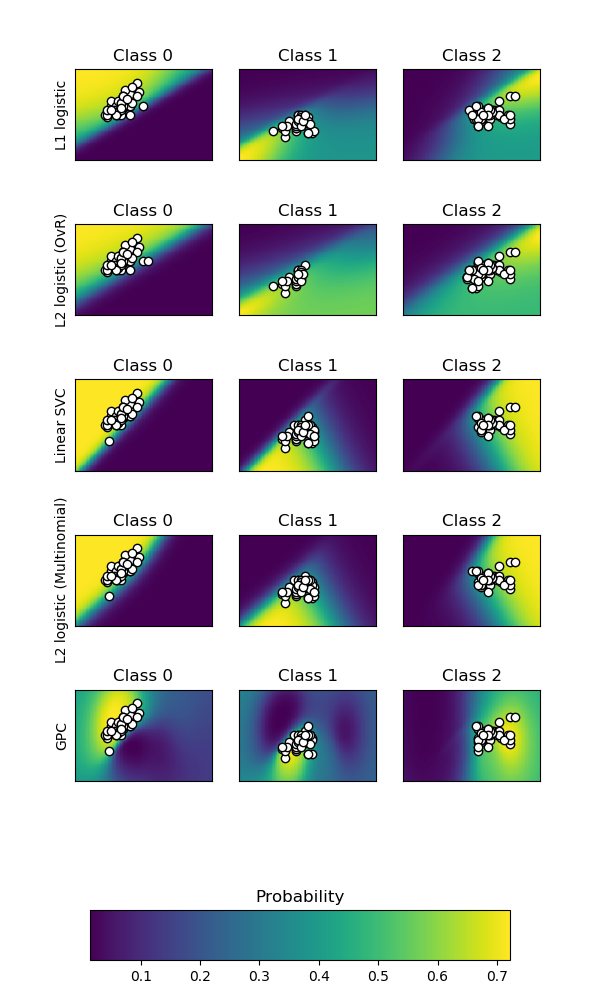 Class 0
Class 1
Class 2
L1 logistic
Class 0
Class 1
Class 2
L2 logistic (OvR)
Class 0
Class 1
Class 2
Linear SVC
Class 0
Class 1
Class 2
L2 logistic (Multinomial)
Class 0
Class 1
Class 2
GPC
Probability
0.1
0.2
0.3
0.4
0.5
0.6
0.7